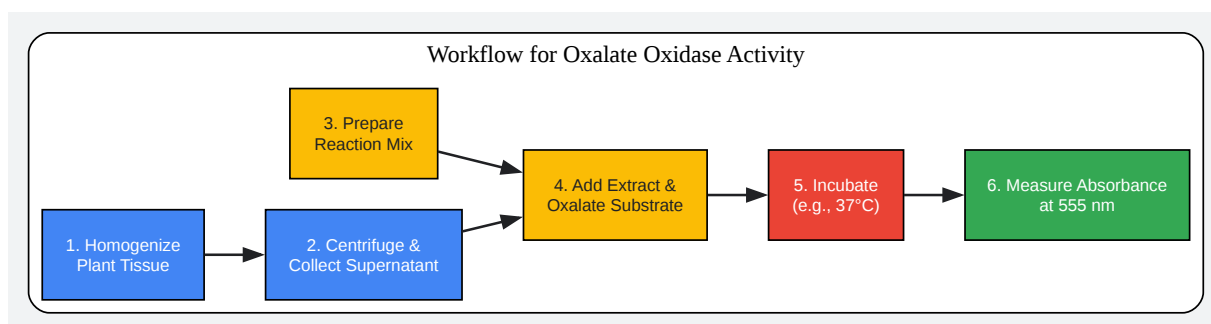 Workflow for Oxalate Oxidase Activity
3. Prepare
Reaction Mix
4. Add Extract &
Oxalate Substrate
5. Incubate
(e.g., 37°C)
6. Measure Absorbance
at 555 nm
1. Homogenize
Plant Tissue
2. Centrifuge &
Collect Supernatant